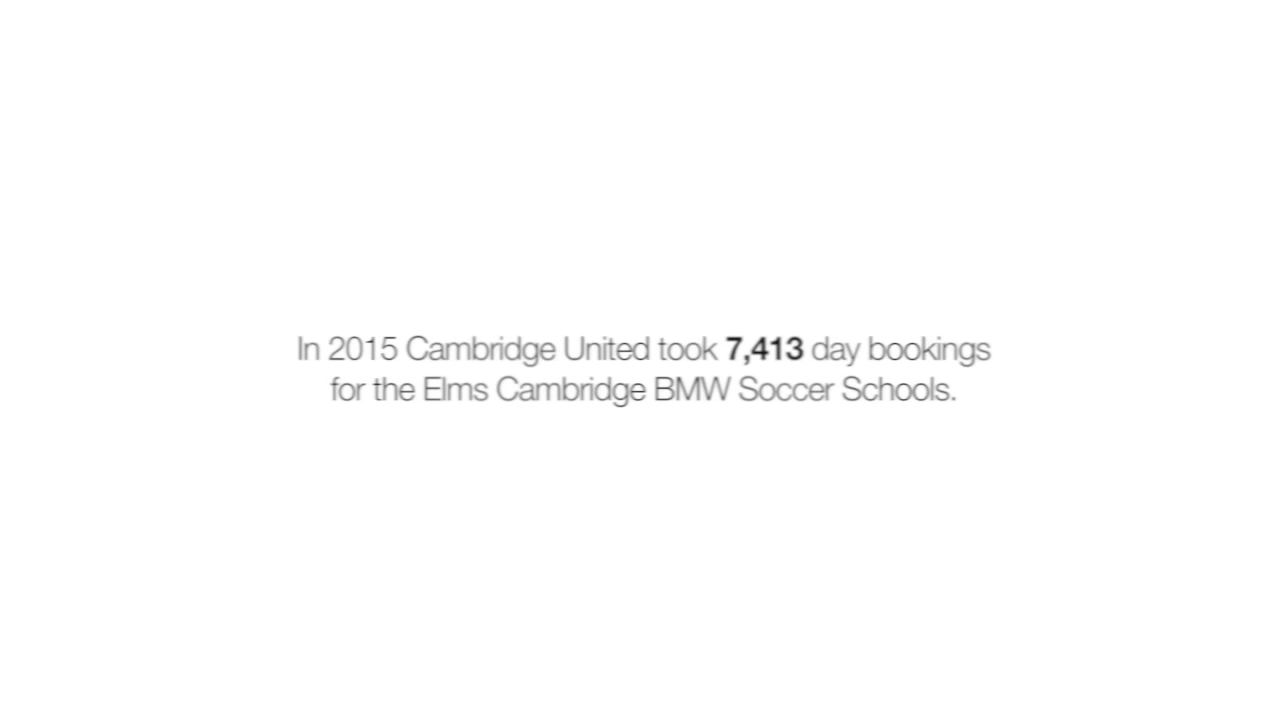 In 2015 Cambridge United took 7,413 day bookings
for the Elms Cambridge BMW Soccer Schools.